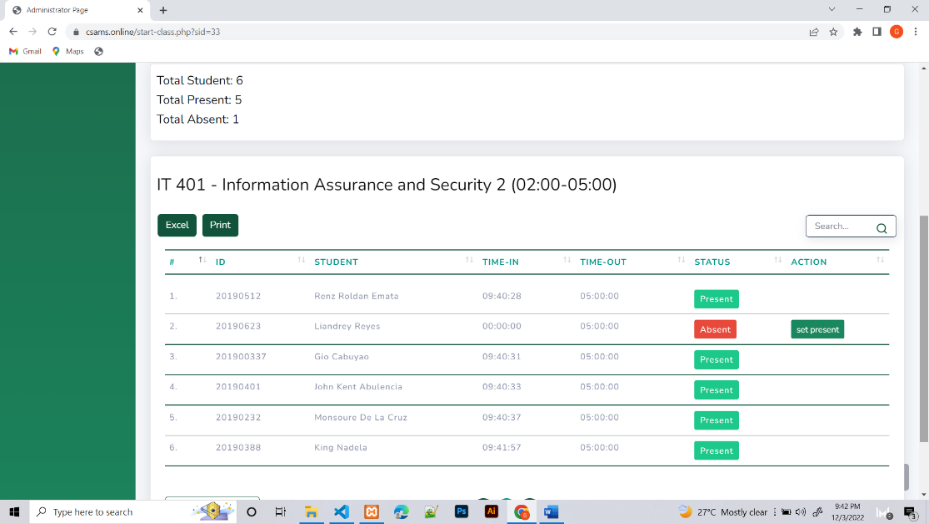 Administrator Page
csams.online/start-class.php?sid=33
Gmail Maps
Total Student: 6
Total Present: 5
Total Absent: 1
IT 401 - Information Assurance and Security 2 (02:00-05:00)
Excel Print Search...
# ID STUDENT TIME-IN TIME-OUT STATUS ACTION
1. 20190512 Renz Roldan Emata 09:40:28 05:00:00 Present
2. 20190623 Liandrey Reyes 00:00:00 05:00:00 Absent set present
3. 201900337 Gio Cabuyao 09:40:31 05:00:00 Present
4. 20190401 John Kent Abulencia 09:40:33 05:00:00 Present
5. 20190232 Monsoure De La Cruz 09:40:37 05:00:00 Present
6. 20190388 King Nadela 09:41:57 05:00:00 Present
Type here to search Ps Ai 27°C Mostly clear 9:42 PM
12/3/2022